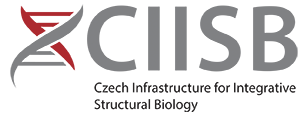 CIISB
Czech Infrastructure for Integrative
Structural Biology